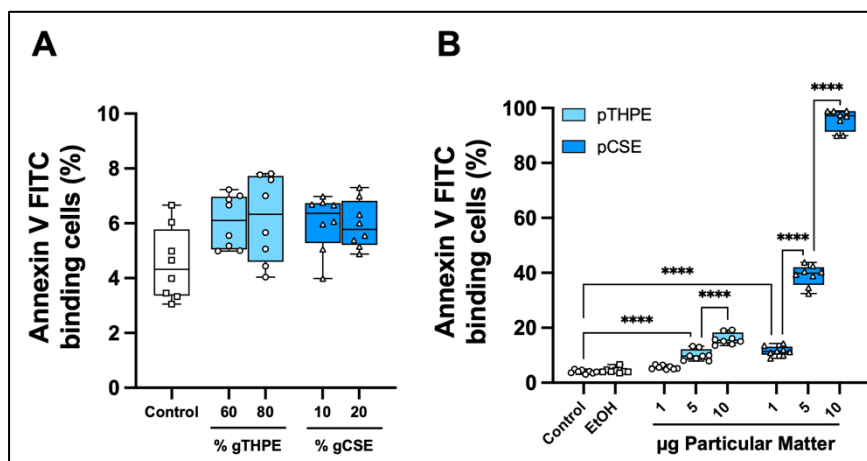 A
Annexin V FITC
binding cells (%)
10
8
6
4
2
0
Control
60
80
10
20
% gTHPE
% gCSE
B
pTHPE
pCSE
Annexin V FITC
binding cells (%)
100
80
60
40
20
0
****
****
****
****
****
Control
EtOH
1
5
10
1
5
10
µg Particular Matter